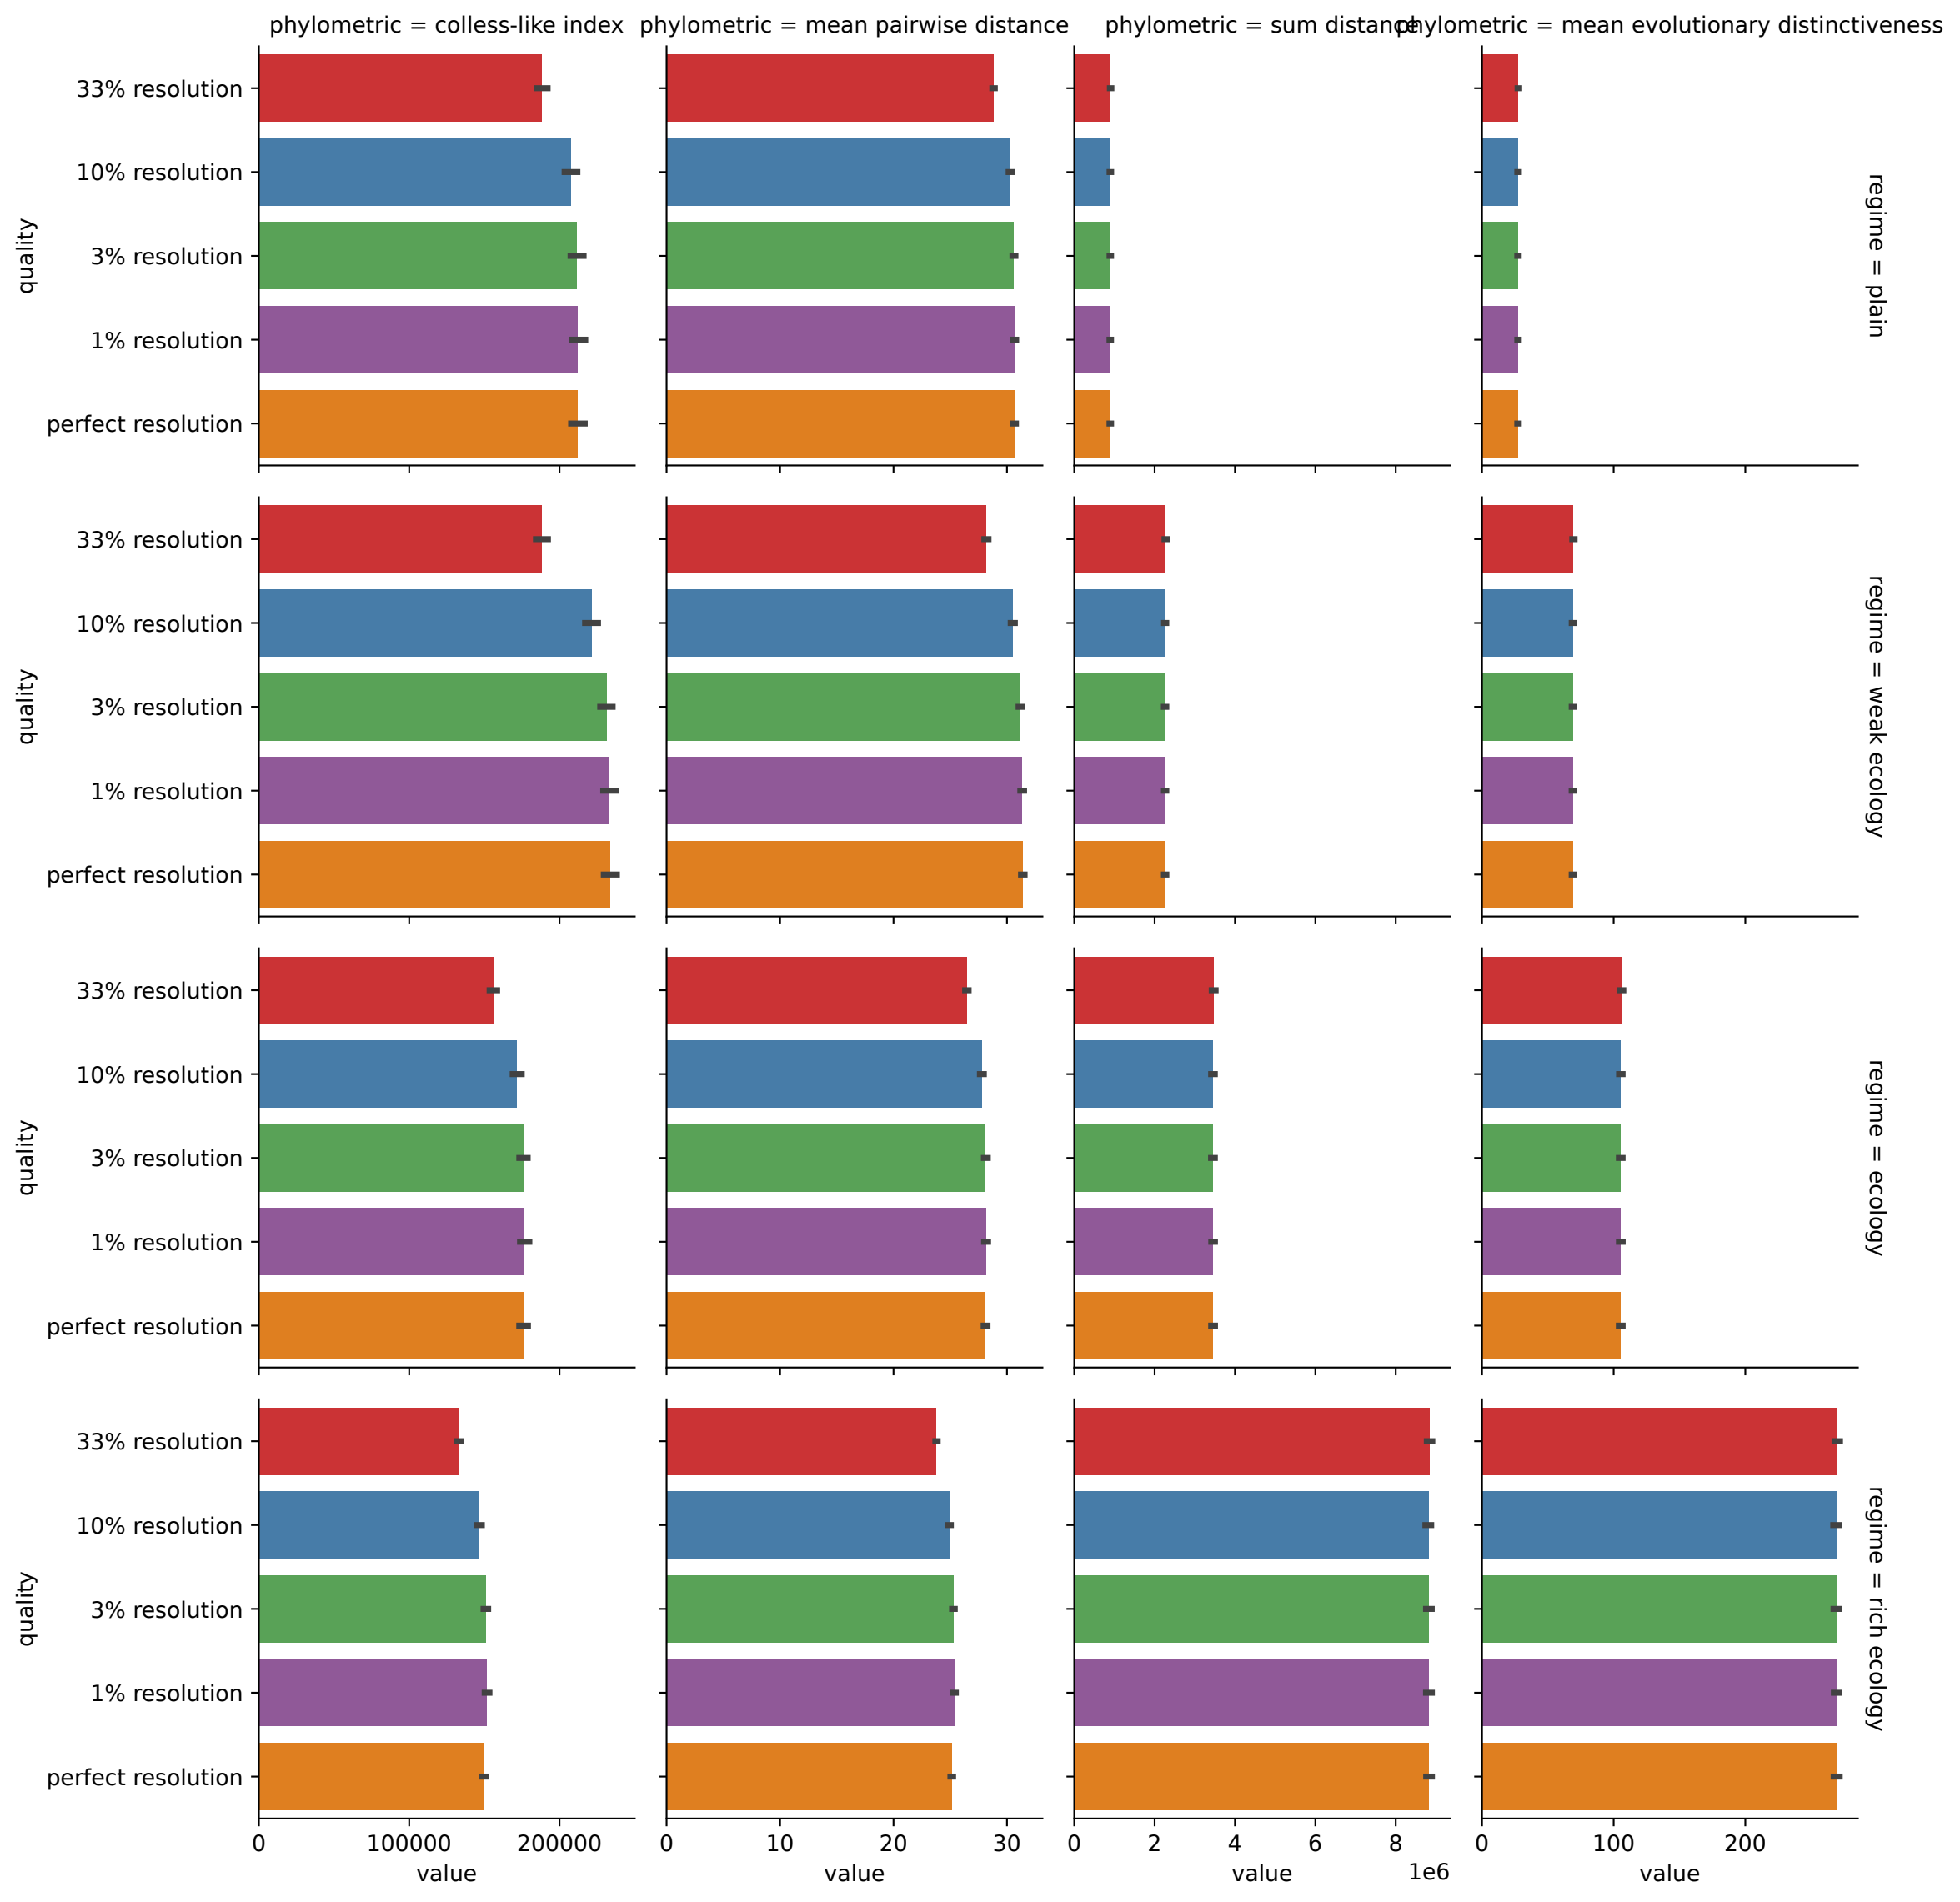 phylometric = colless-like index
phylometric = mean pairwise distance
phylometric = sum distance
phylometric = mean evolutionary distinctiveness
quality
33% resolution
10% resolution
3% resolution
1% resolution
perfect resolution
regime = plain
quality
33% resolution
10% resolution
3% resolution
1% resolution
perfect resolution
regime = weak ecology
quality
33% resolution
10% resolution
3% resolution
1% resolution
perfect resolution
regime = ecology
quality
33% resolution
10% resolution
3% resolution
1% resolution
perfect resolution
regime = rich ecology
0 100000 200000
value
0 10 20 30
value
0 2 4 6 8
1e6
value
0 100 200
value